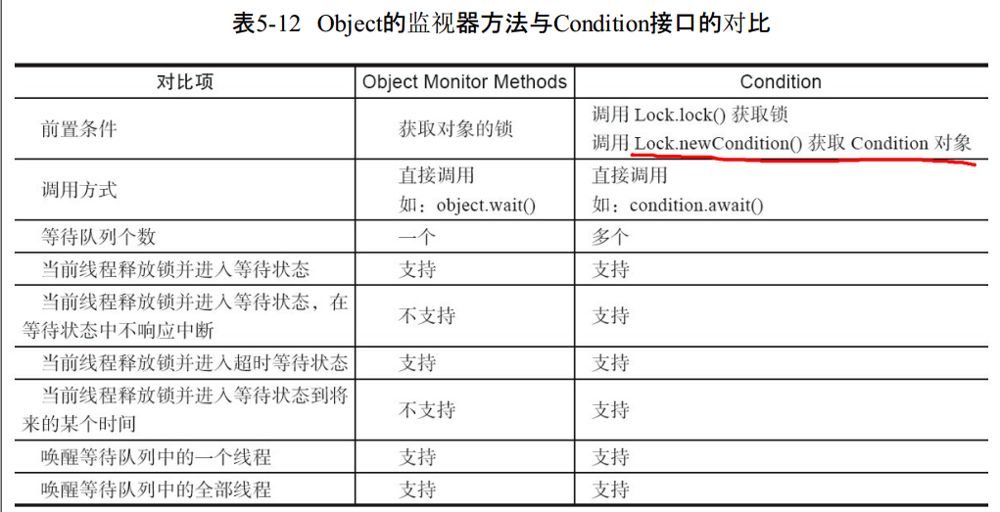 表5-12 Object的监视器方法与Condition接口的对比
对比项 Object Monitor Methods Condition
前置条件 获取对象的锁 调用 Lock.lock() 获取锁
调用 Lock.newCondition() 获取 Condition 对象
调用方式 直接调用 直接调用
如：object.wait() 如：condition.await()
等待队列个数 一个 多个
当前线程释放锁并进入等待状态 支持 支持
当前线程释放锁并进入等待状态，在
等待状态中不响应中断 不支持 支持
当前线程释放锁并进入超时等待状态 支持 支持
当前线程释放锁并进入等待状态到将
来的某个时间 不支持 支持
唤醒等待队列中的一个线程 支持 支持
唤醒等待队列中的全部线程 支持 支持